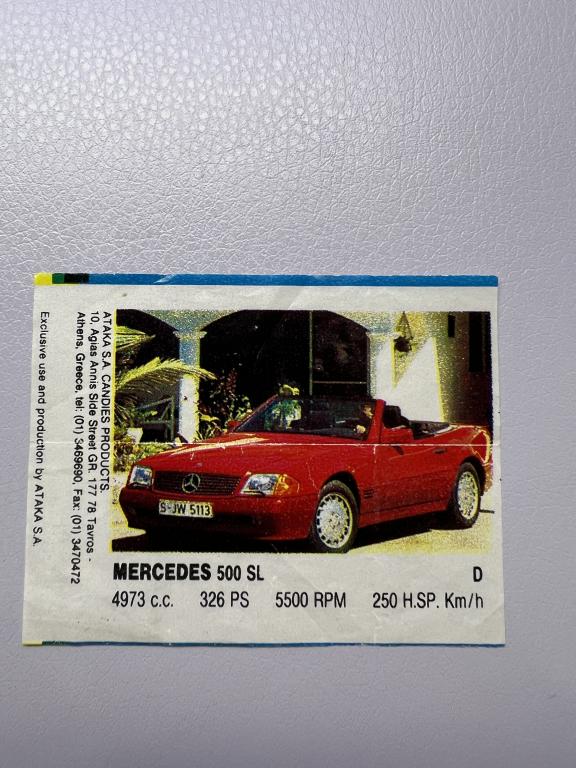 ATAKA S.A. CANDIES PRODUCTS.
10, Agias Annis Side Street GR. 177 78 Tavros -
Athens, Greece, tel: (01) 3469690, Fax: (01) 3470472
Exclusive use and production by ATAKA S.A.
S-JW 5113
MERCEDES 500 SL D
4973 c.c. 326 PS 5500 RPM 250 H.SP. Km/h